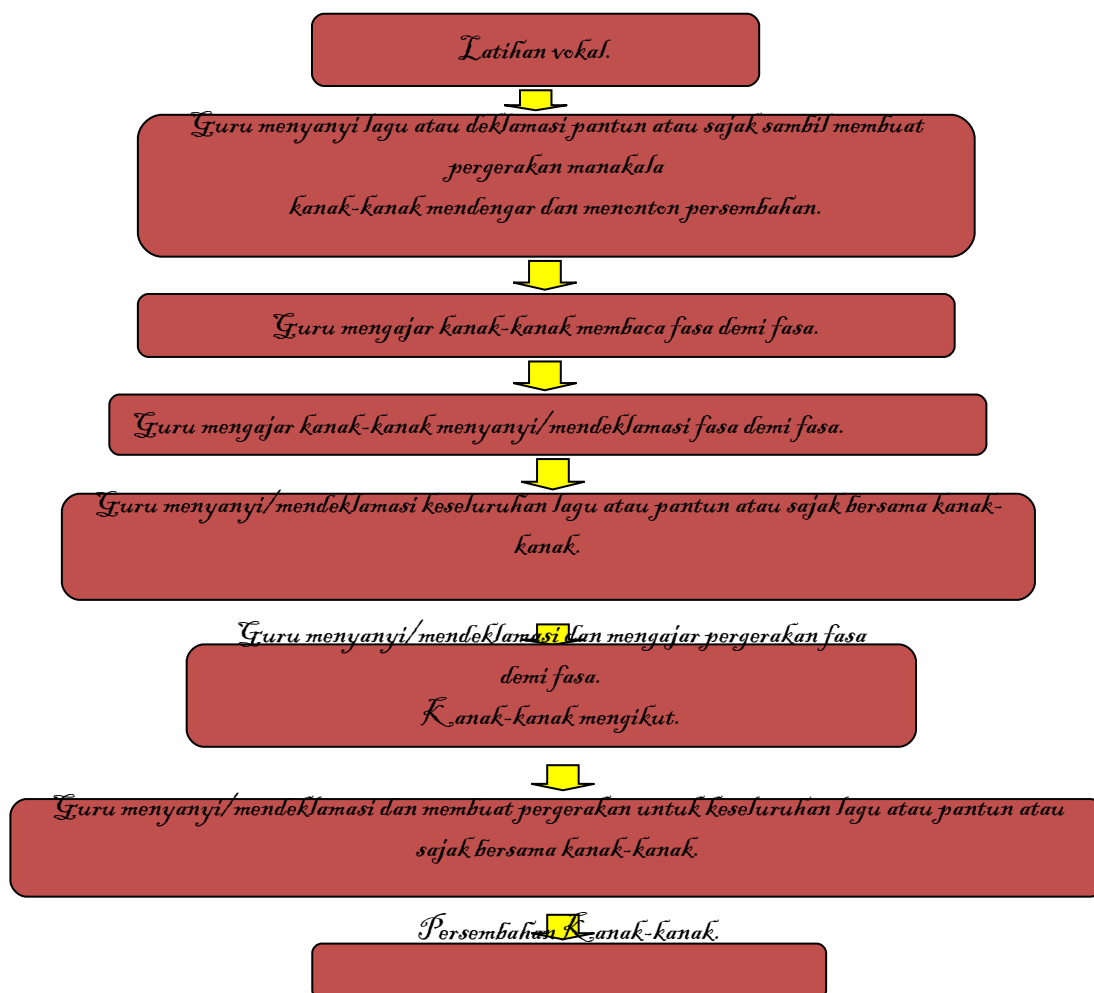 Latihan vokal.
Guru menyanyi lagu atau deklamasi pantun atau sajak sambil membuat
pergerakan manakala
kanak-kanak mendengar dan menonton persembahan.
Guru mengajar kanak-kanak membaca fasa demi fasa.
Guru mengajar kanak-kanak menyanyi/mendeklamasi fasa demi fasa.
Guru menyanyi/mendeklamasi keseluruhan lagu atau pantun atau sajak bersama kanak-
kanak.
Guru menyanyi/mendeklamasi dan mengajar pergerakan fasa
demi fasa.
Kanak-kanak mengikut.
Guru menyanyi/mendeklamasi dan membuat pergerakan untuk keseluruhan lagu atau pantun atau
sajak bersama kanak-kanak.
Persembahan Kanak-kanak.